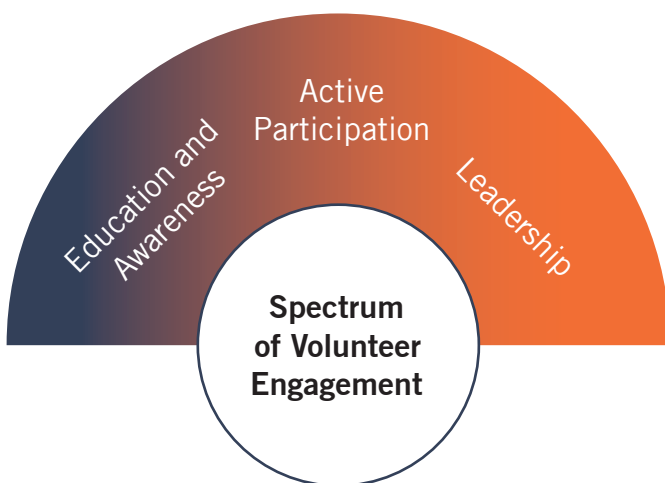 Education and
Awareness
Active
Participation
Leadership
Spectrum
of Volunteer
Engagement